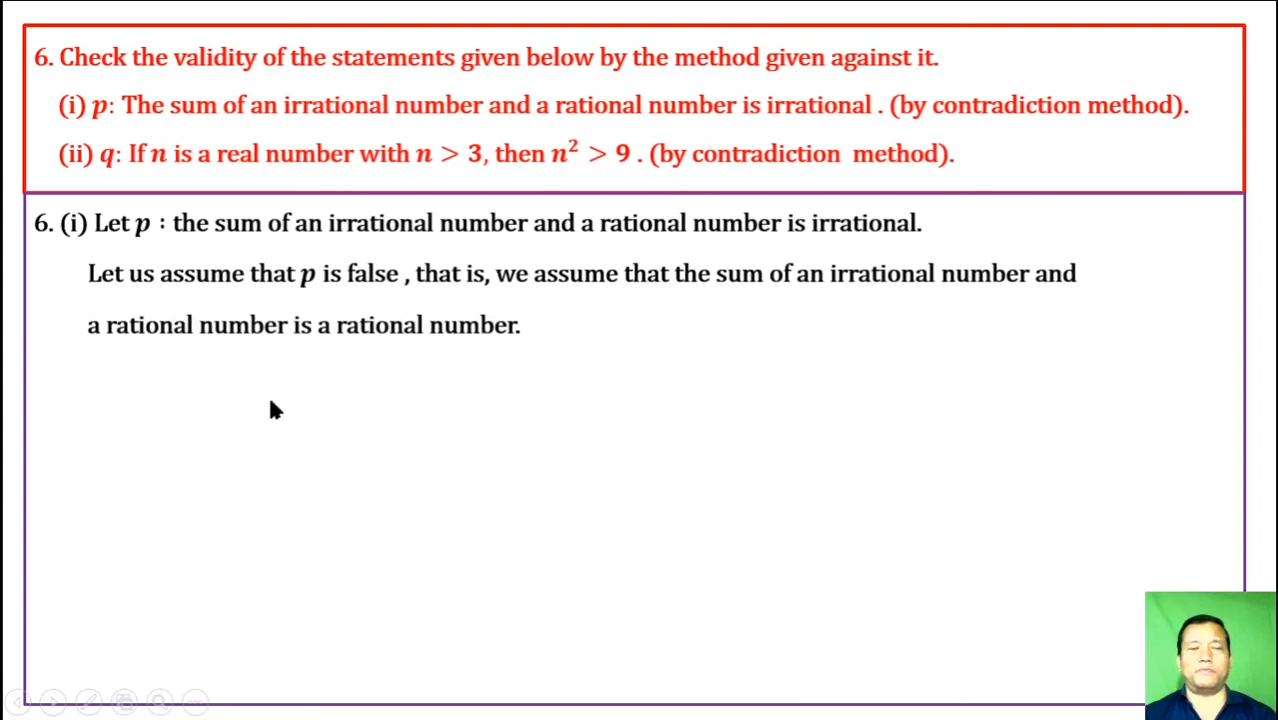 6. Check the validity of the statements given below by the method given against it.
(i) p: The sum of an irrational number and a rational number is irrational . (by contradiction method).
(ii) q: If n is a real number with n > 3, then n² > 9 . (by contradiction method).
6. (i) Let p : the sum of an irrational number and a rational number is irrational.
Let us assume that p is false , that is, we assume that the sum of an irrational number and
a rational number is a rational number.